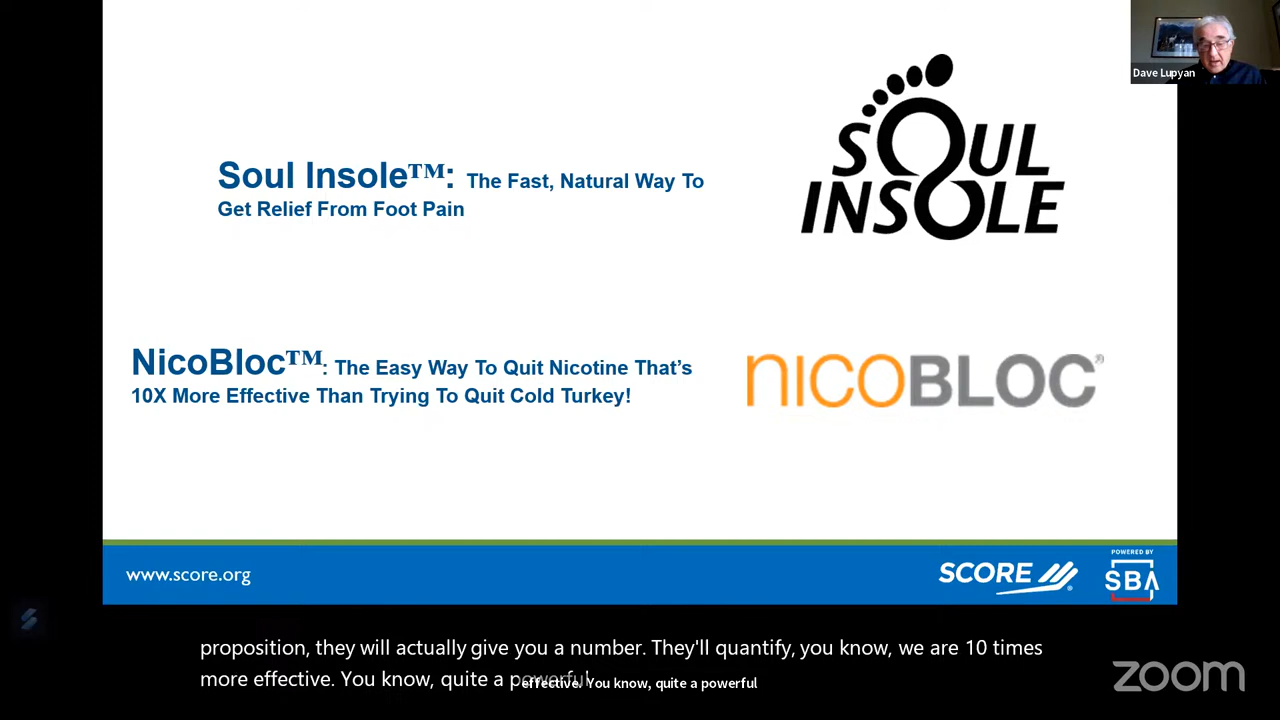 Dave Lupyan
SOUL
INSOLE
Soul Insole™: The Fast, Natural Way To
Get Relief From Foot Pain
NicoBloc™: The Easy Way To Quit Nicotine That’s
10X More Effective Than Trying To Quit Cold Turkey!
NICOBLOC®
www.score.org
SCORE®
POWERED BY
SBA
proposition, they will actually give you a number. They'll quantify, you know, we are 10 times
more effective. You know, quite a powerful
effective. You know, quite a powerful
zoom